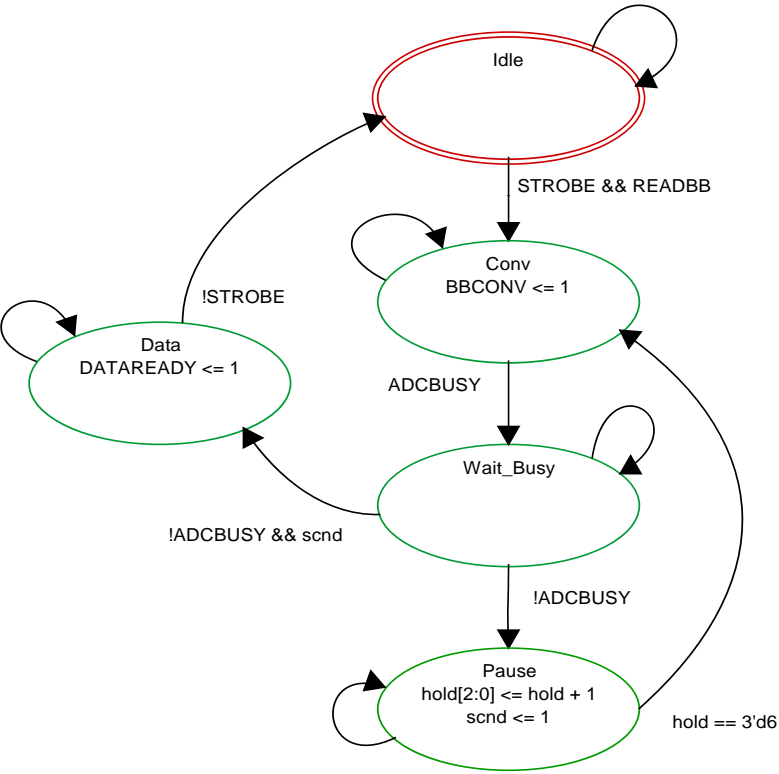 Idle
STROBE && READBB
Conv
BBCONV <= 1
!STROBE
Data
DATAREADY <= 1
ADCBUSY
Wait_Busy
!ADCBUSY && scnd
!ADCBUSY
Pause
hold[2:0] <= hold + 1
scnd <= 1
hold == 3'd6